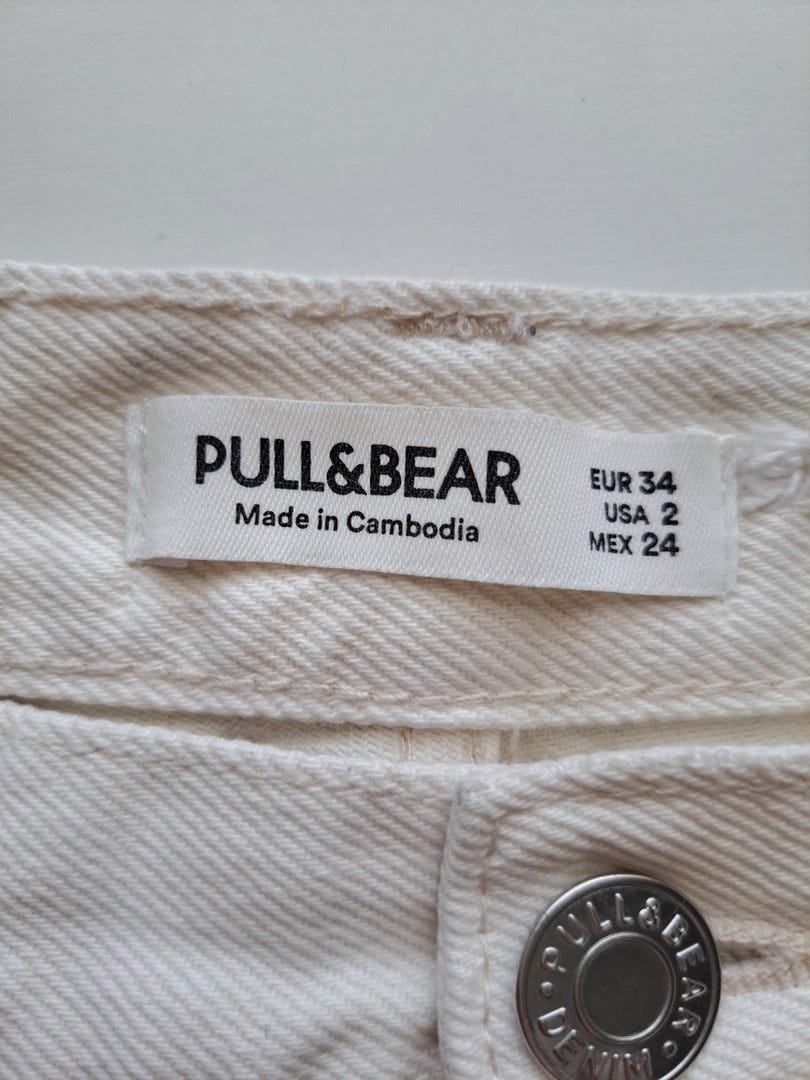 PULL&BEAR
Made in Cambodia
EUR 34
USA 2
MEX 24
PULL&BEAR
DENIM